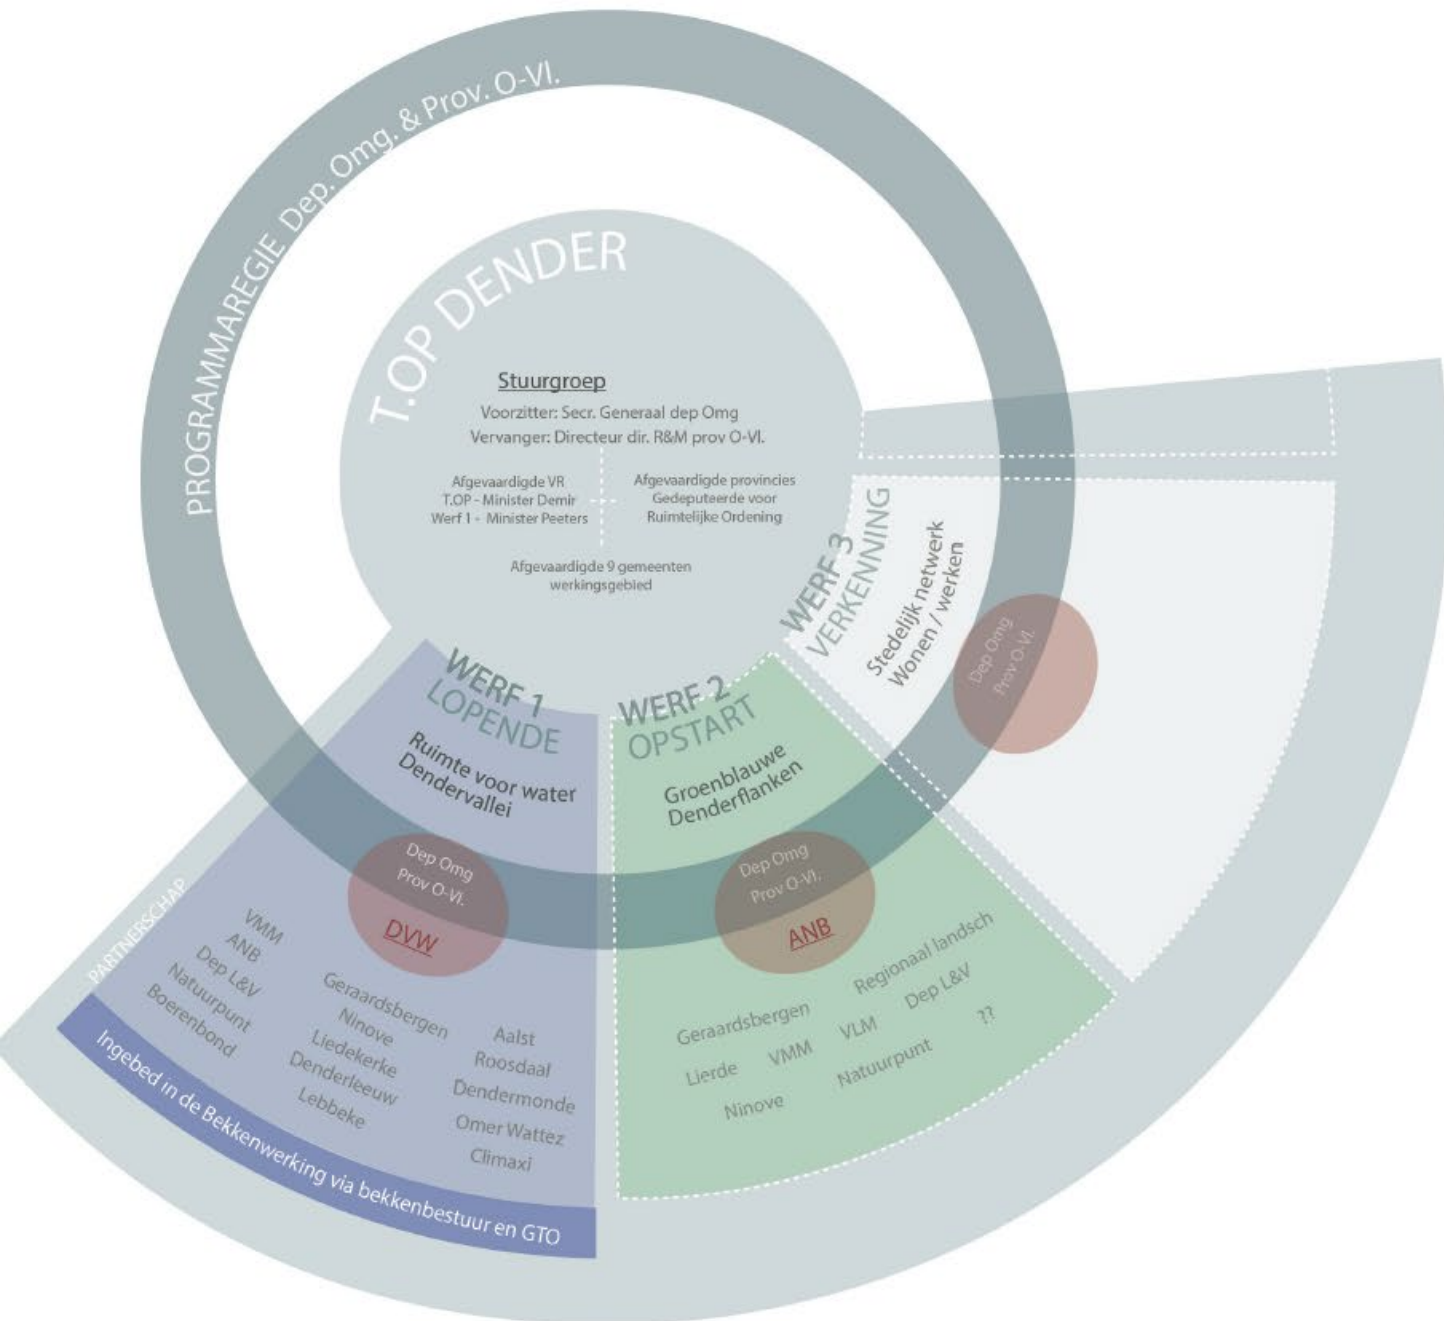 PROGRAMMAREGIE Dep. Omg. & Prov. O-Vl.
T.OP DENDER
Stuurgroep
Voorzitter: Secr. Generaal dep Omg
Vervanger: Directeur dir. R&M prov O-Vl.
Afgevaardigde VR
T.OP - Minister Demir
Werf 1 - Minister Peeters
Afgevaardigde provincies
Gedeputeerde voor
Ruimtelijke Ordening
Afgevaardigde 9 gemeenten
werkingsgebied
WERF 1
LOPENDE
Ruimte voor water
Dendervallei
Dep Omg
Prov O-Vl.
DVW
PARTNERSCHAP
VMM
ANB
Dep L&V
Natuurpunt
Boerenbond
Geraardsbergen
Ninove
Liedekerke
Denderleeuw
Lebbeke
Aalst
Roosdaal
Dendermonde
Omer Wattez
Climaxi
Ingebed in de Bekkenwerking via bekkenbestuur en GTO
WERF 2
OPSTART
Groenblauwe
Denderflanken
Dep Omg
Prov O-Vl.
ANB
Geraardsbergen
Lierde
Ninove
VMM
VLM
Natuurpunt
Regionaal landsch
Dep L&V
??
WERF 3
VERKENNING
Stedelijk netwerk
Wonen / werken
Dep Omg
Prov O-Vl.